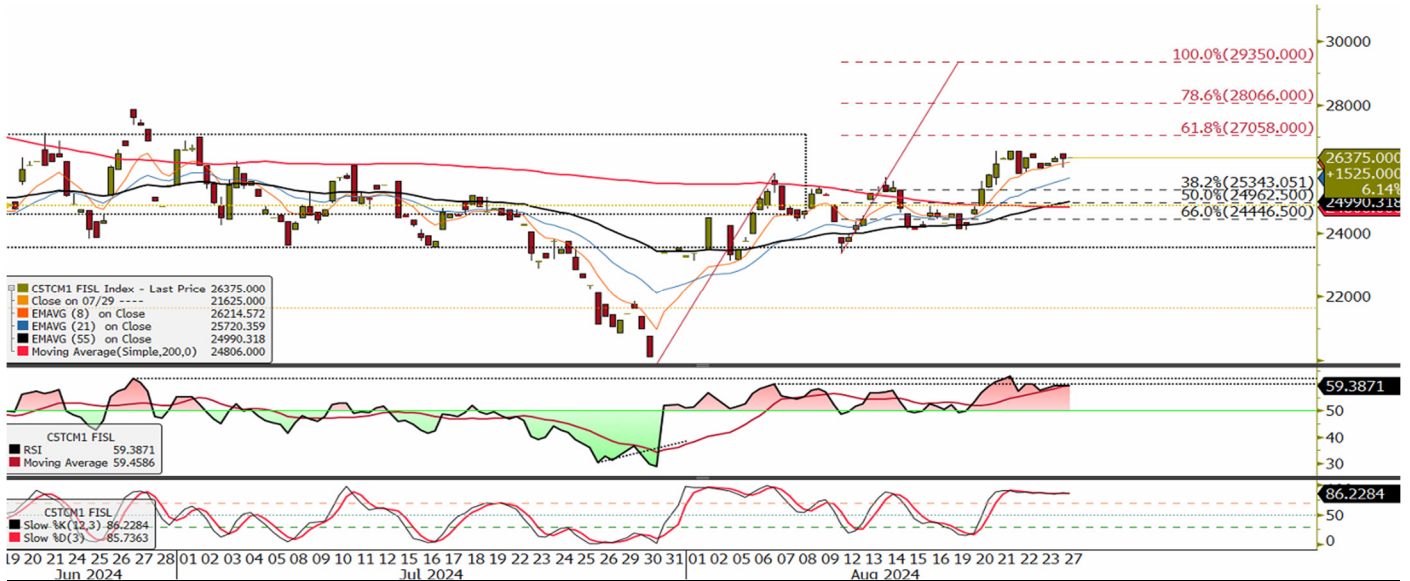 30000
28000
24000
22000
100.0%(29350.000)
78.6%(28066.000)
61.8%(27058.000)
38.2%(25343.051)
50.0%(24962.500)
66.0%(24446.500)
26375.000
+1525.000
6.14%
24990.318
C5TCM1 FISL Index - Last Price 26375.000
Close on 07/29 ---- 21625.000
EMAVG (8) on Close 26214.572
EMAVG (21) on Close 25720.359
EMAVG (55) on Close 24990.318
Moving Average(Simple,200,0) 24806.000
59.3871
50
40
30
C5TCM1 FISL
RSI 59.3871
Moving Average 59.4586
86.2284
50
0
C5TCM1 FISL
Slow %K(12,3) 86.2284
Slow %D(3) 85.7363
19 20 21 24 25 26 27 28 01 02 03 04 05 08 09 10 11 12 15 16 17 18 19 22 23 24 25 26 29 30 31 01 02 05 06 07 08 09 12 13 14 15 16 19 20 21 22 23 27
Jun 2024 Jul 2024 Aug 2024